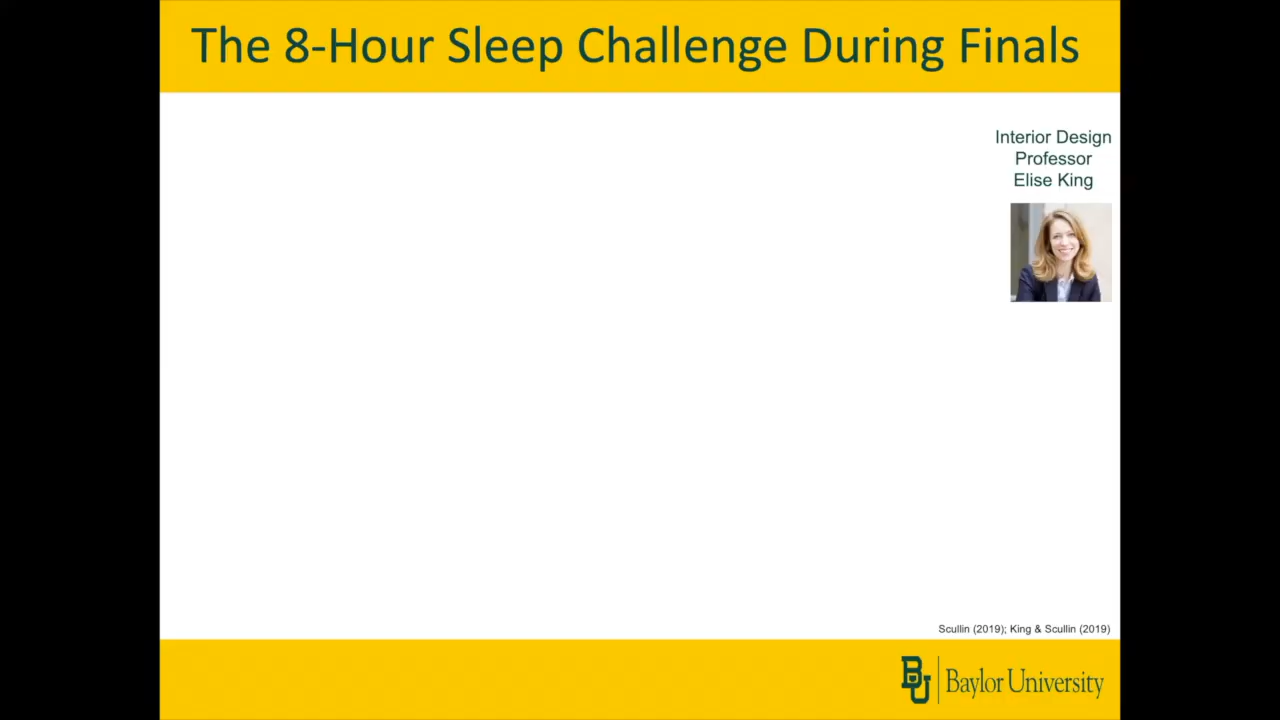 The 8-Hour Sleep Challenge During Finals
Interior Design
Professor
Elise King
Scullin (2019); King & Scullin (2019)
BU Baylor University